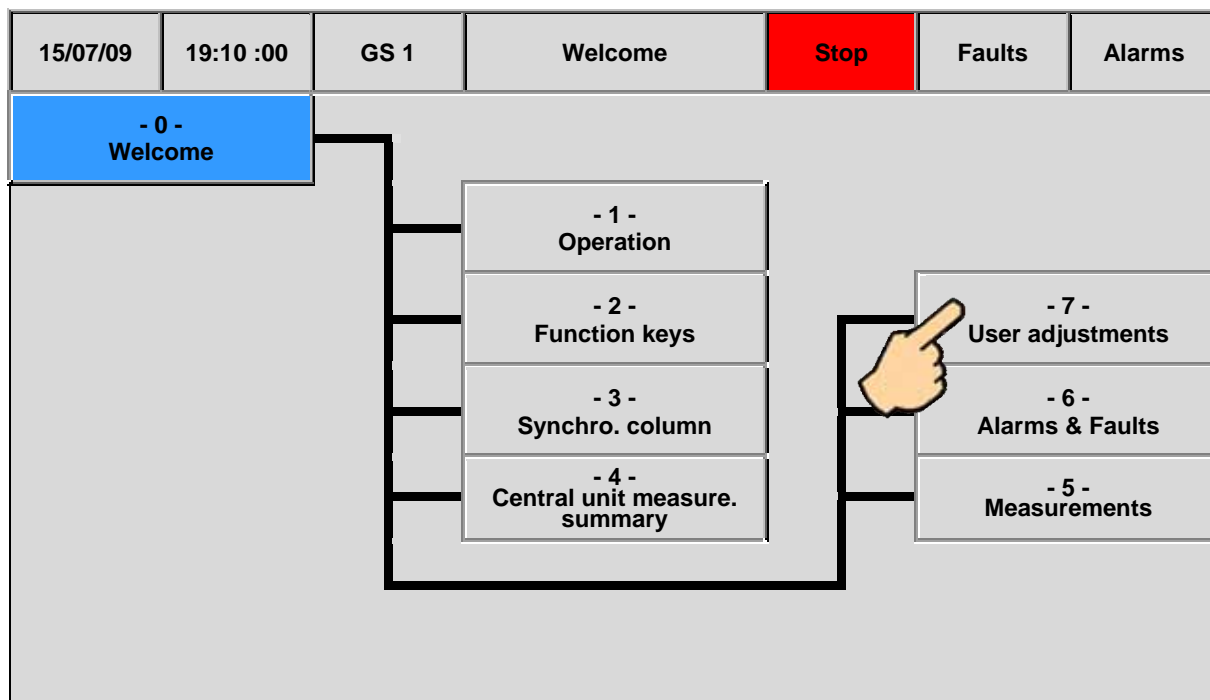 15/07/09 19:10 :00 GS 1 Welcome Stop Faults Alarms
- 0 -
Welcome
- 1 -
Operation
- 2 -
Function keys
- 3 -
Synchro. column
- 4 -
Central unit measure.
summary
- 7 -
User adjustments
- 6 -
Alarms & Faults
- 5 -
Measurements